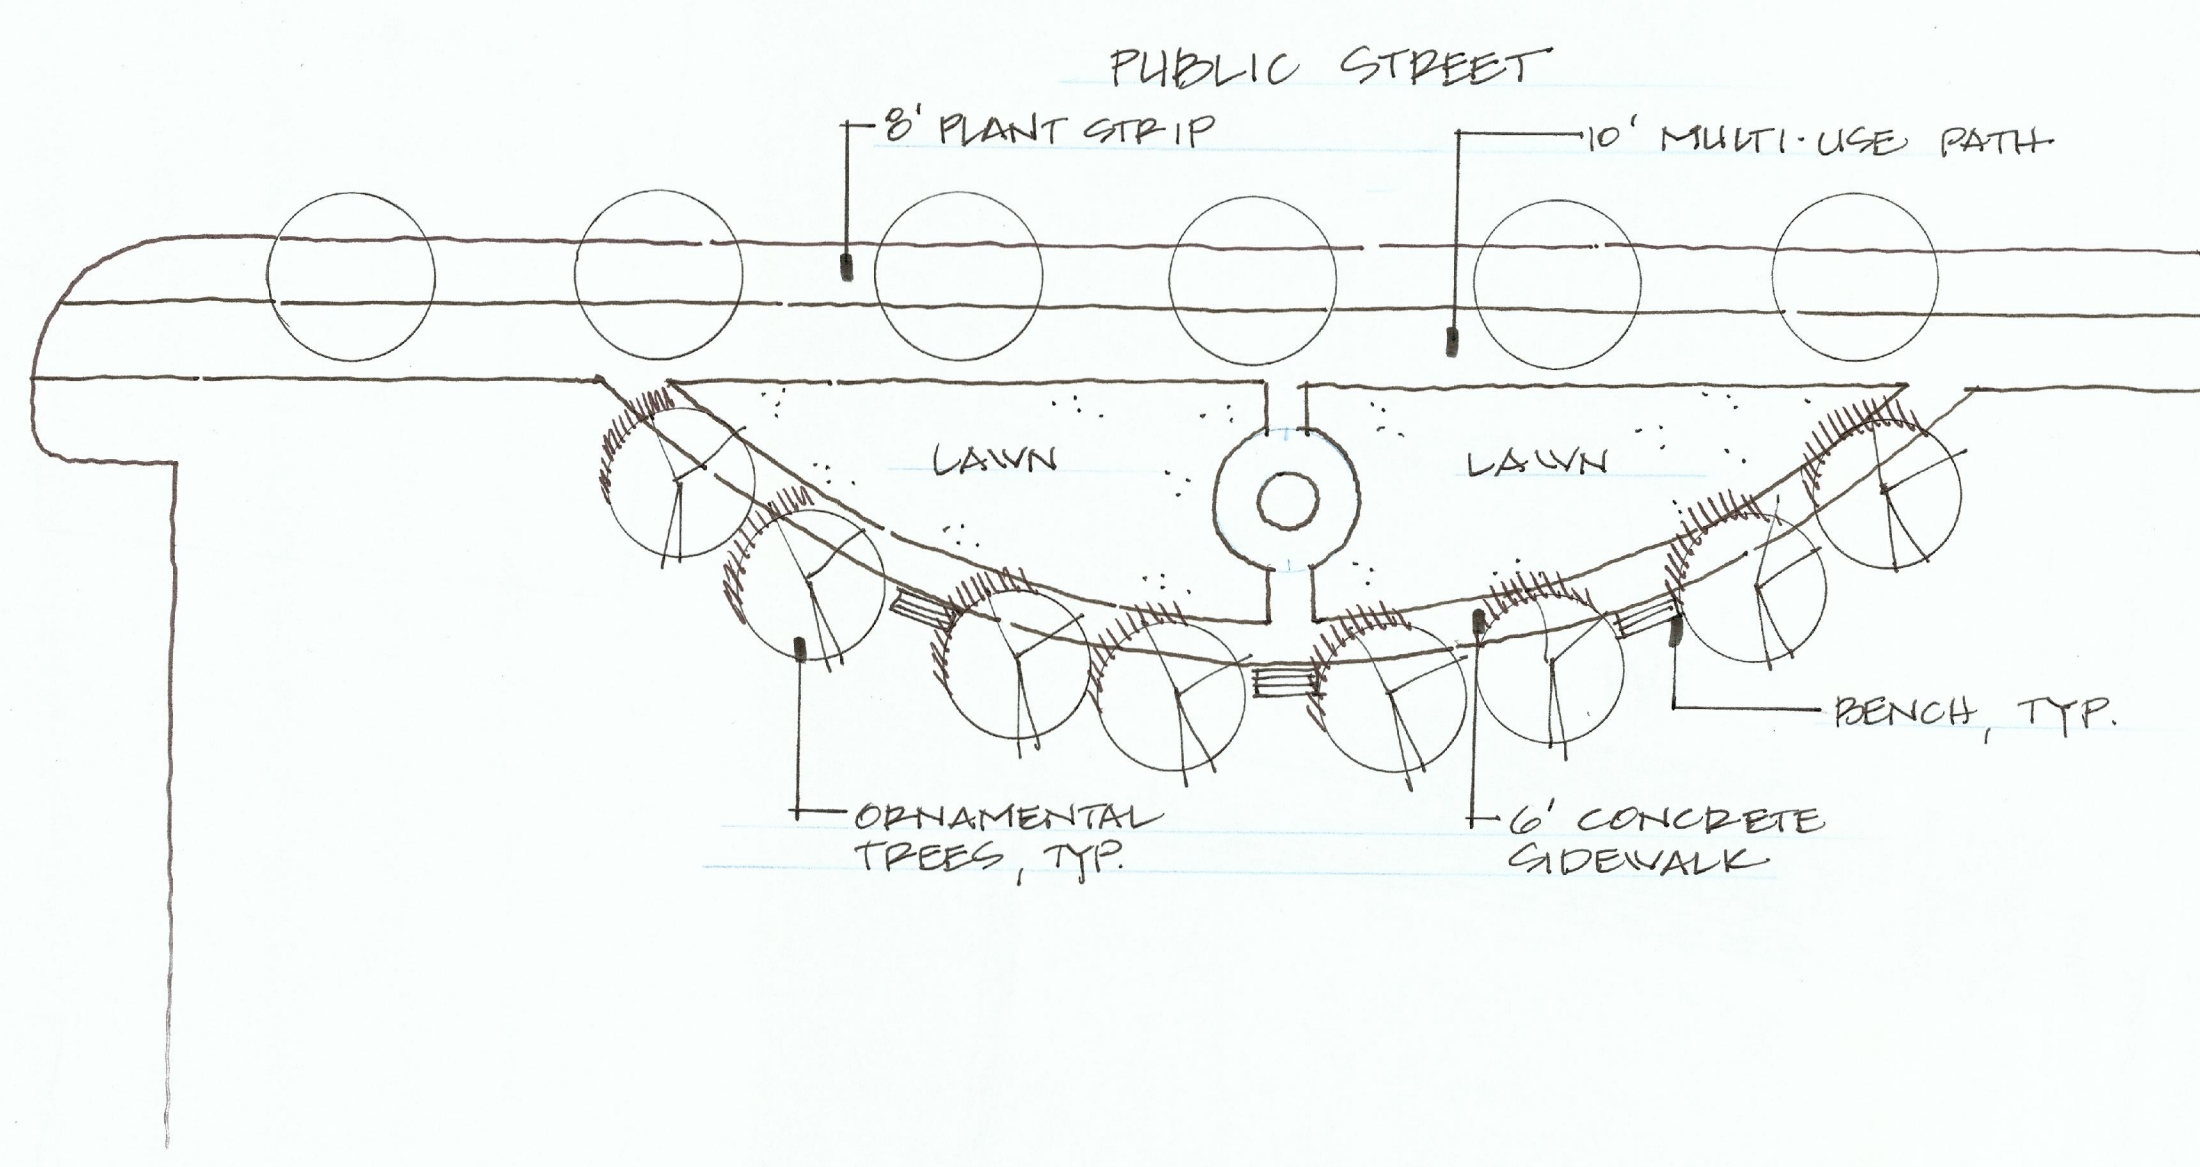 PUBLIC STREET
8' PLANT STRIP
10' MULTI-USE PATH
LAWN
LAWN
BENCH, TYP.
ORNAMENTAL
TREES, TYP.
6' CONCRETE
SIDEWALK